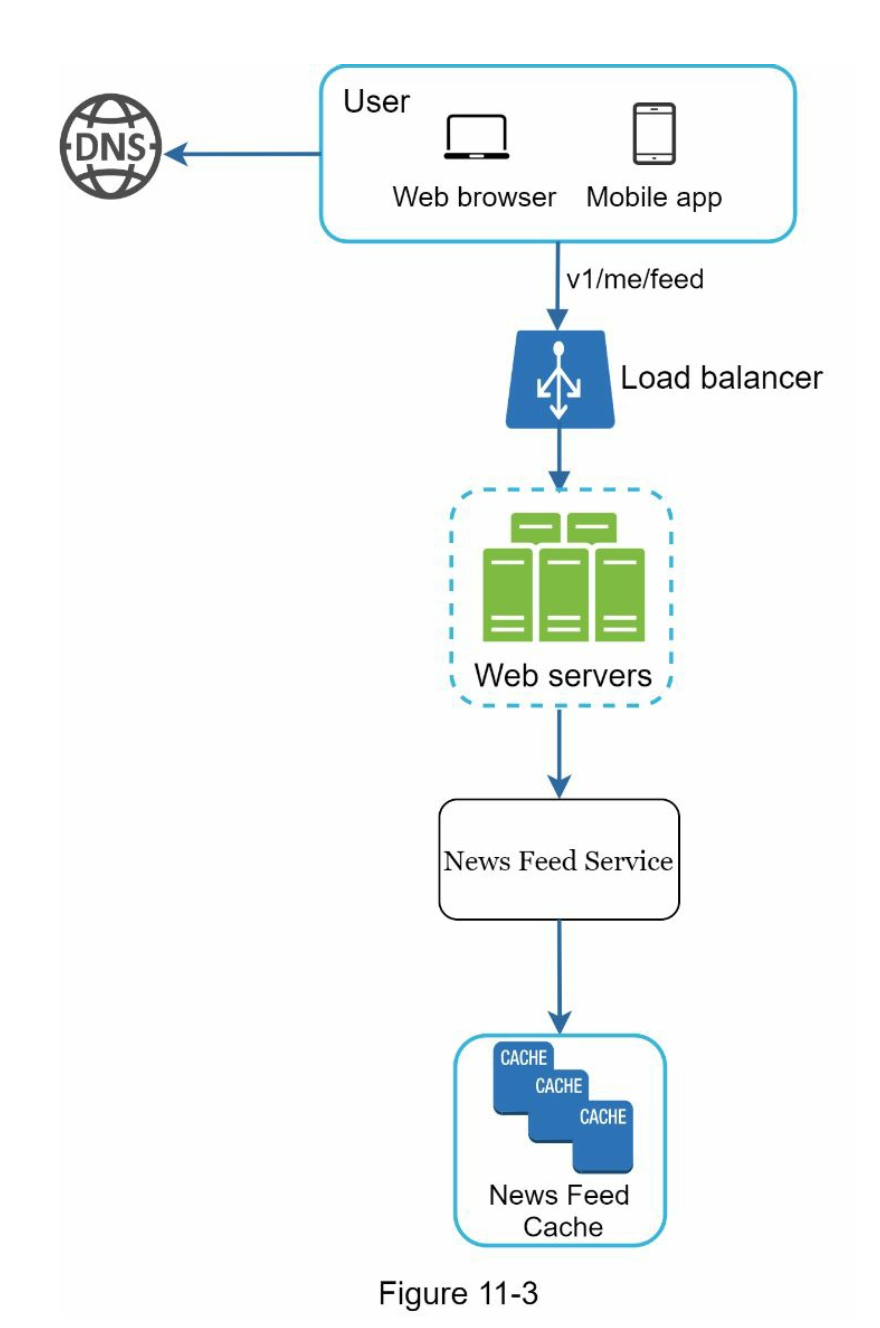 User
DNS
Web browser
Mobile app
v1/me/feed
Load balancer
Web servers
News Feed Service
CACHE
CACHE
CACHE
News Feed
Cache
Figure 11-3